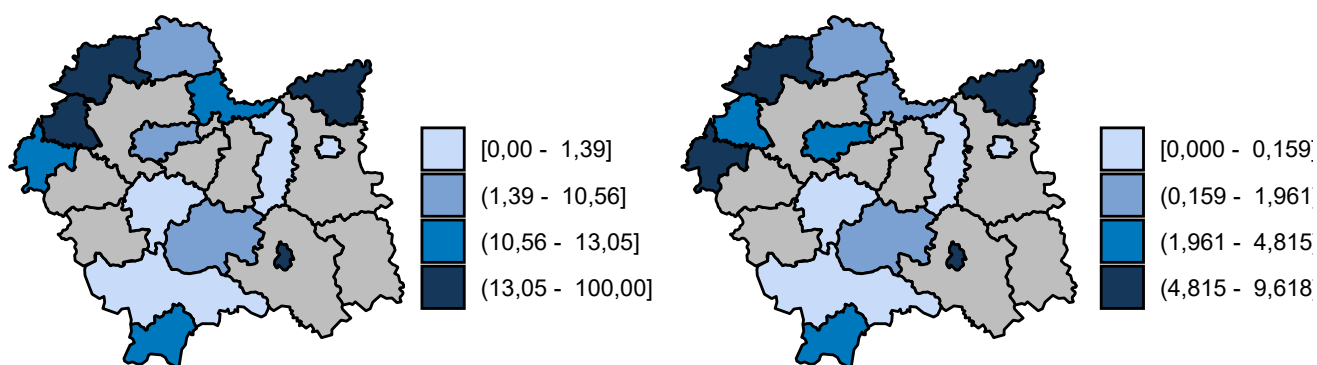 [0,00 - 1,39]
(1,39 - 10,56]
(10,56 - 13,05]
(13,05 - 100,00]
[0,000 - 0,159]
(0,159 - 1,961]
(1,961 - 4,815]
(4,815 - 9,618]